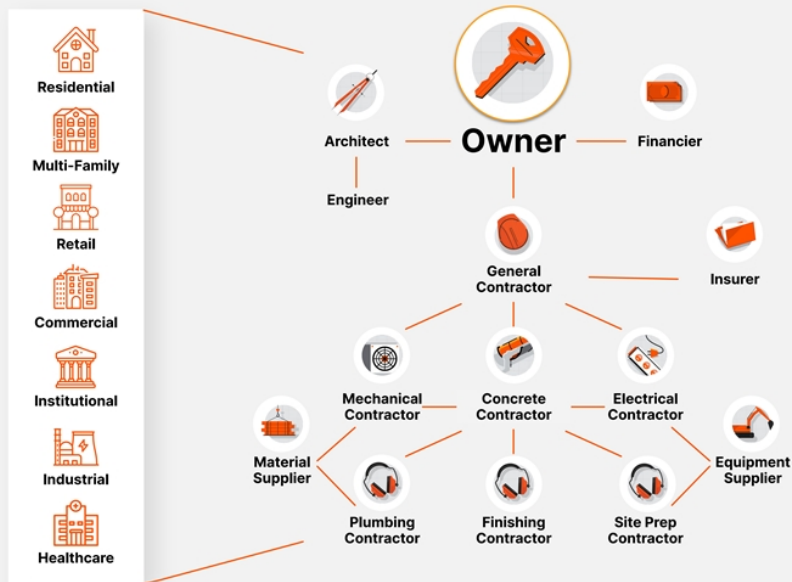 Residential
Multi-Family
Retail
Commercial
Institutional
Industrial
Healthcare
Architect
Owner
Financier
Engineer
General
Contractor
Insurer
Mechanical
Contractor
Concrete
Contractor
Electrical
Contractor
Material
Supplier
Equipment
Supplier
Plumbing
Contractor
Finishing
Contractor
Site Prep
Contractor